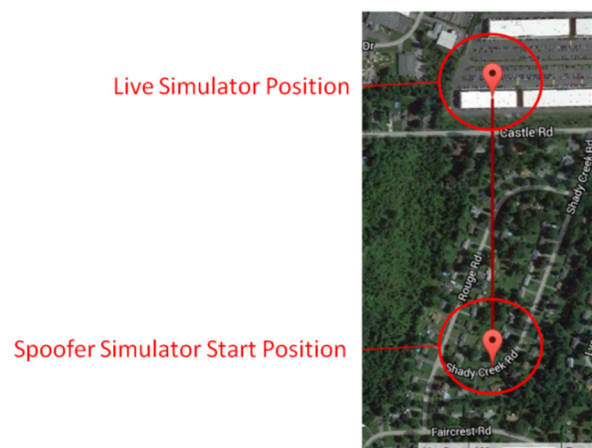 Dr
Live Simulator Position
Castle Rd
Shady Creek Rd
Rouge Rd
Spoofer Simulator Start Position
Shady Creek Rd
Faircrest Rd